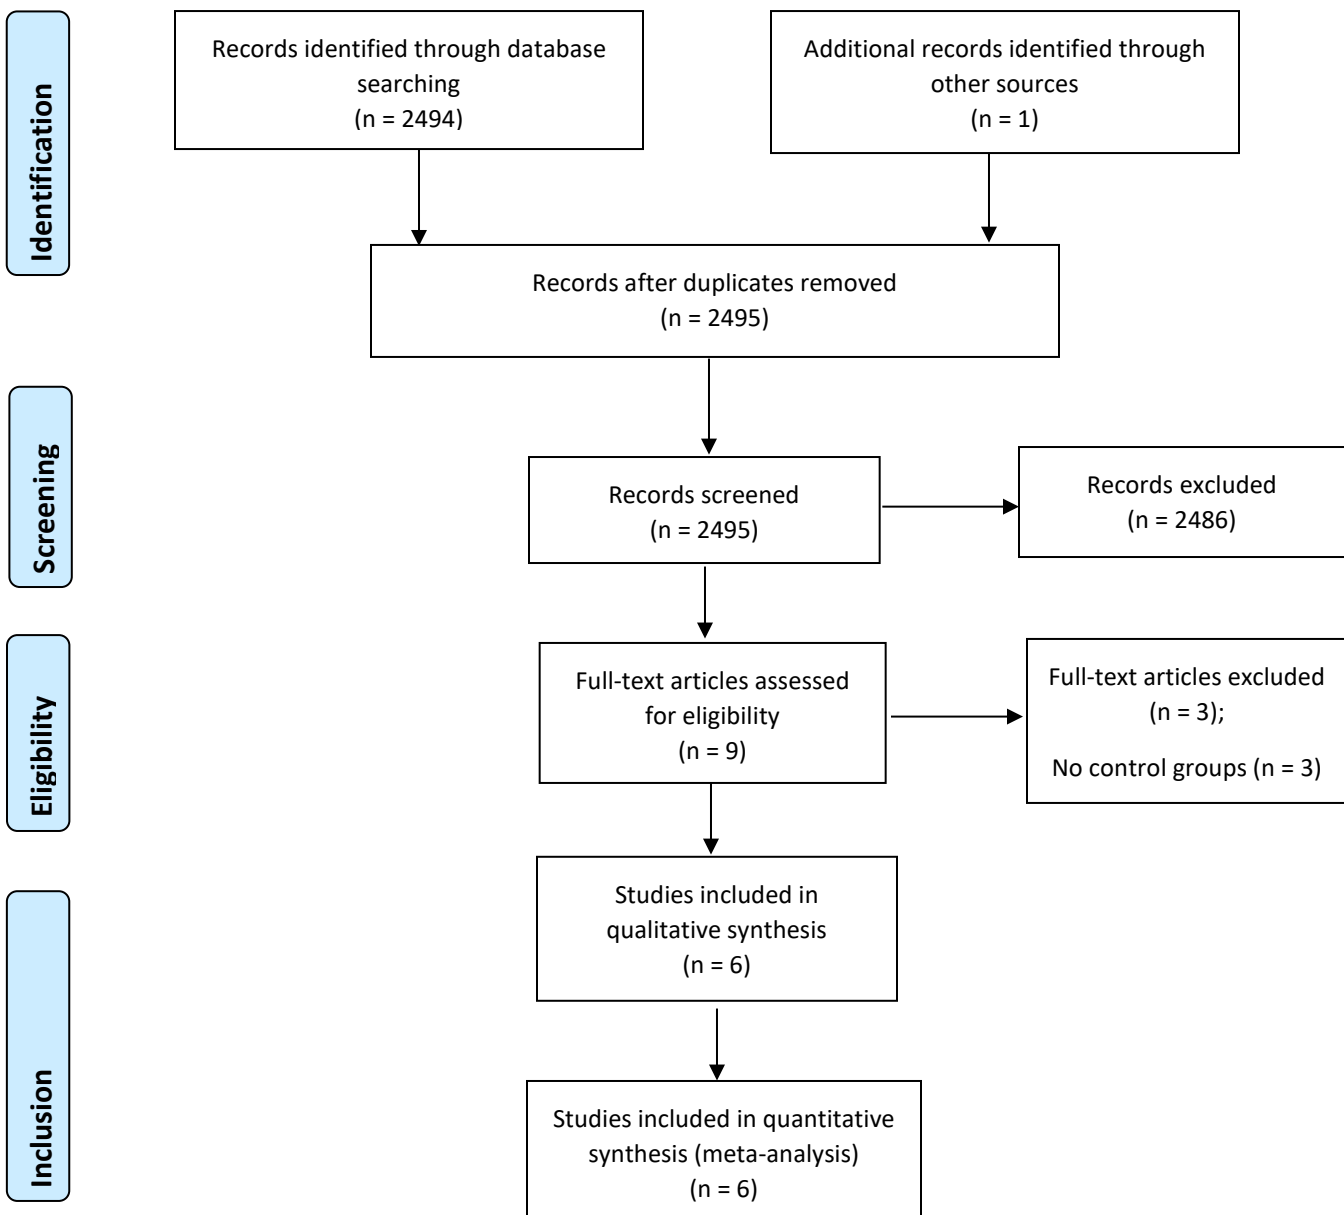 Identification
Records identified through database
searching
(n = 2494)
Additional records identified through
other sources
(n = 1)
Records after duplicates removed
(n = 2495)
Screening
Records screened
(n = 2495)
Records excluded
(n = 2486)
Eligibility
Full-text articles assessed
for eligibility
(n = 9)
Full-text articles excluded
(n = 3);
No control groups (n = 3)
Inclusion
Studies included in
qualitative synthesis
(n = 6)
Studies included in quantitative
synthesis (meta-analysis)
(n = 6)